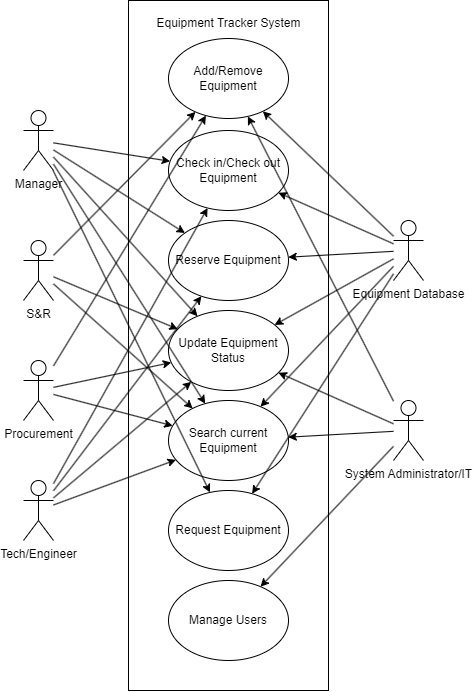 Equipment Tracker System
Add/Remove
Equipment
Manager
Check in/Check out
Equipment
Reserve Equipment
Equipment Database
S&R
Update Equipment
Status
Procurement
Search current
Equipment
System Administrator/IT
Request Equipment
Tech/Engineer
Manage Users